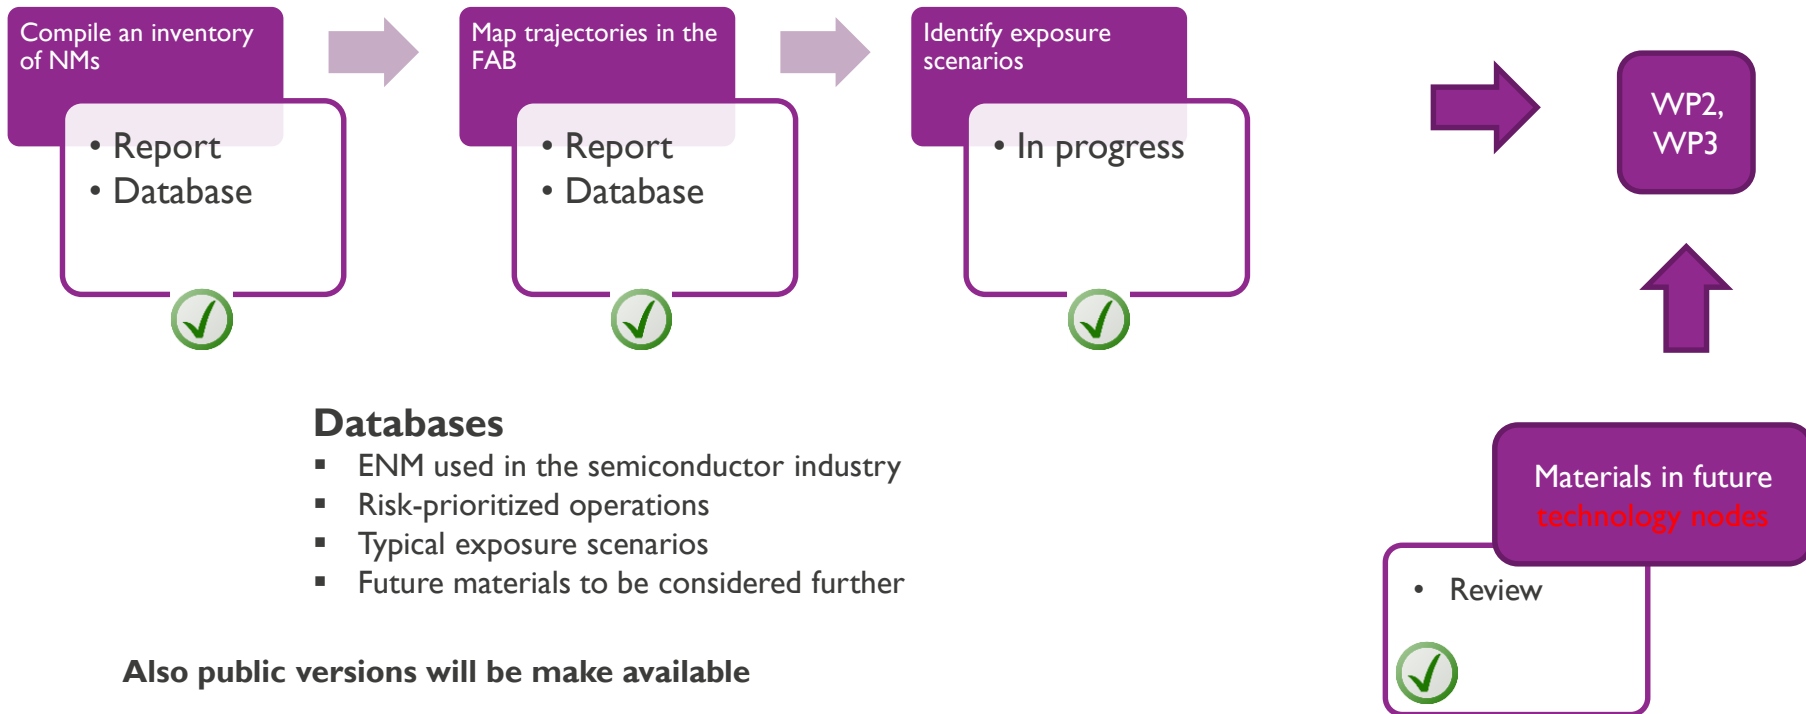 Compile an inventory
of NMs
• Report
• Database
Map trajectories in the
FAB
• Report
• Database
Identify exposure
scenarios
• In progress
WP2,
WP3
Materials in future
technology nodes
• Review
Databases
▪ ENM used in the semiconductor industry
▪ Risk-prioritized operations
▪ Typical exposure scenarios
▪ Future materials to be considered further
Also public versions will be make available